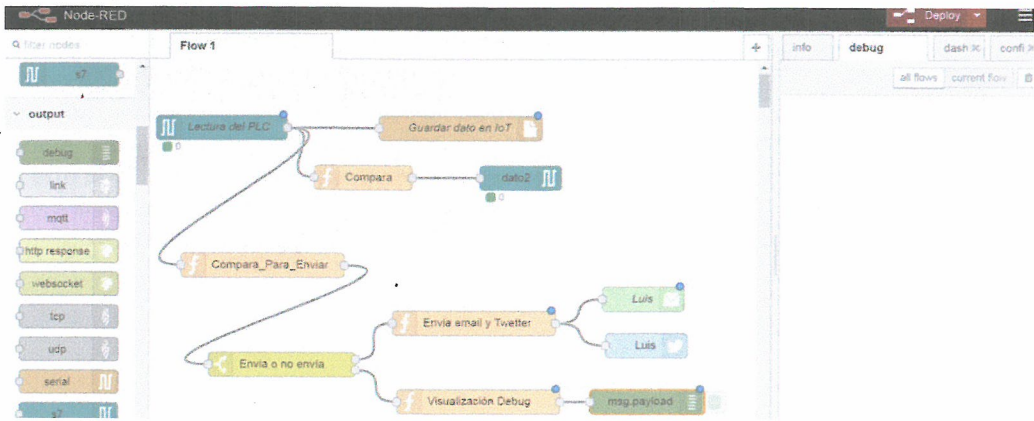 Node-RED
Deploy
filter nodes
Flow 1
info
debug
dash
confi
all flows
current flow
s7
output
debug
link
mqtt
http response
websocket
tcp
udp
serial
s7
Lectura del PLC
0
Guardar dato en IoT
Compara
dato2
0
Compara_Para_Enviar
Luis
Envia email y Twetter
Luis
Envia o no envia
Visualización Debug
msg.payload